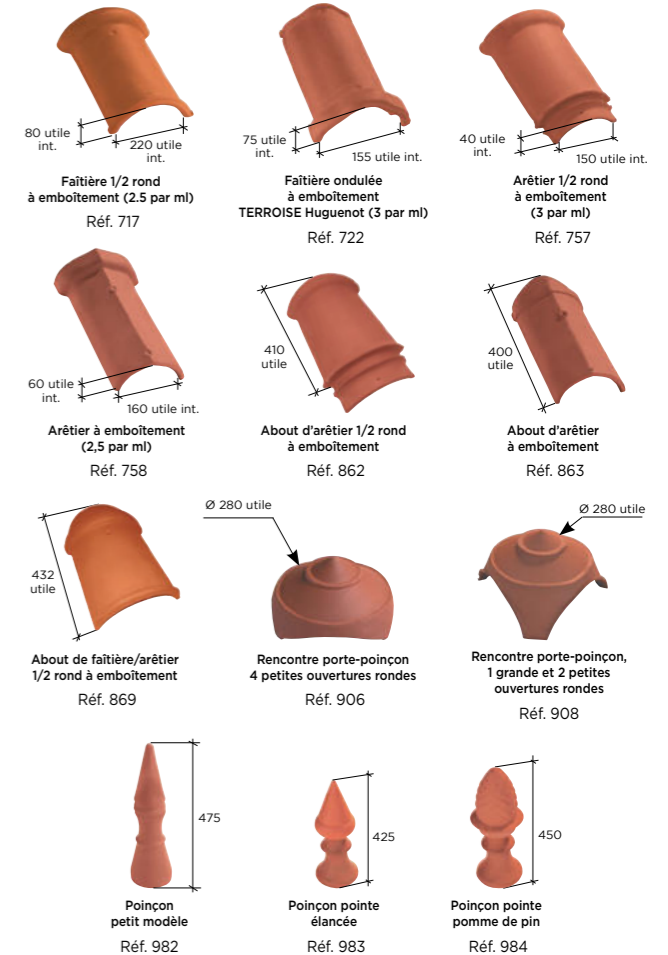 80 utile
int.
220 utile
int.
Faîtière 1/2 rond
à emboîtement (2.5 par ml)
Réf. 717
75 utile
int.
155 utile int.
Faîtière ondulée
à emboîtement
TERROISE Huguenot (3 par ml)
Réf. 722
40 utile
int.
150 utile int.
Arêtier 1/2 rond
à emboîtement
(3 par ml)
Réf. 757
60 utile
int.
160 utile int.
Arêtier à emboîtement
(2,5 par ml)
Réf. 758
410
utile
About d'arêtier 1/2 rond
à emboîtement
Réf. 862
400
utile
About d'arêtier
à emboîtement
Réf. 863
432
utile
About de faîtière/arêtier
1/2 rond à emboîtement
Réf. 869
Ø 280 utile
Rencontre porte-poinçon
4 petites ouvertures rondes
Réf. 906
Ø 280 utile
Rencontre porte-poinçon,
1 grande et 2 petites
ouvertures rondes
Réf. 908
475
Poinçon
petit modèle
Réf. 982
425
Poinçon pointe
élancée
Réf. 983
450
Poinçon pointe
pomme de pin
Réf. 984